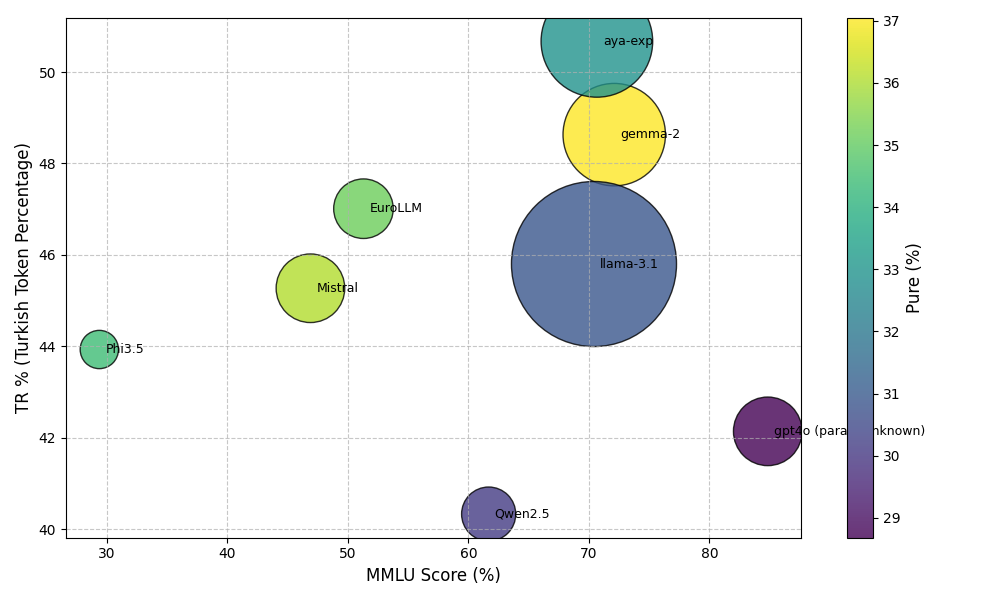 aya-exp
gemma-2
EuroLLM
llama-3.1
Mistral
Phi3.5
gpt4o (para nknown)
Qwen2.5
50
48
46
44
42
40
TR % (Turkish Token Percentage)
30
40
50
60
70
80
MMLU Score (%)
37
36
35
34
33
32
31
30
29
Pure (%)